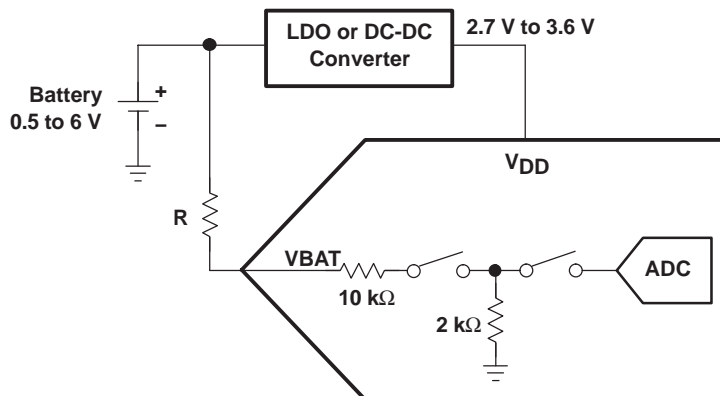 LDO or DC-DC
Converter
2.7 V to 3.6 V
Battery
0.5 to 6 V
+
–
VDD
R
VBAT
10 kΩ
2 kΩ
ADC